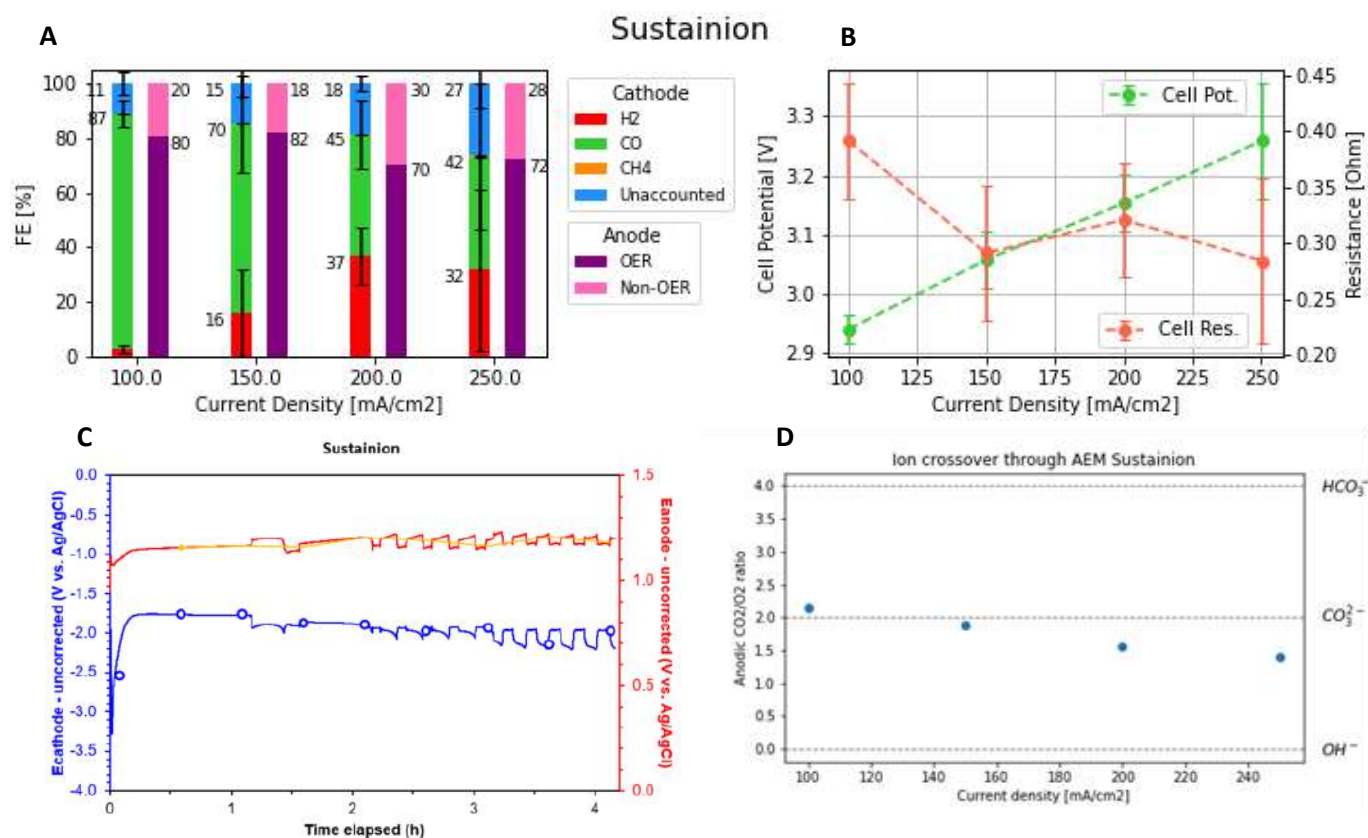 Sustainion
A
100
80
60
40
20
0
FE [%]
11
87
20
80
15
70
16
18
82
18
45
37
30
70
27
42
32
28
72
100.0
150.0
200.0
250.0
Current Density [mA/cm2]
Cathode
H2
CO
CH4
Unaccounted
Anode
OER
Non-OER
B
3.3
3.2
3.1
3.0
2.9
Cell Potential [V]
Cell Pot.
Cell Res.
0.45
0.40
0.35
0.30
0.25
0.20
Resistance [Ohm]
100
125
150
175
200
225
250
Current Density [mA/cm2]
C
Sustainion
0.0
-0.5
-1.0
-1.5
-2.0
-2.5
-3.0
-3.5
-4.0
Ecathode - uncorrected (V vs. Ag/AgCl)
1.5
1.0
0.5
0.0
Eanode - uncorrected (V vs. Ag/AgCl)
0
1
2
3
4
Time elapsed (h)
D
Ion crossover through AEM Sustainion
4.0
3.5
3.0
2.5
2.0
1.5
1.0
0.5
0.0
Anodic CO2/O2 ratio
HCO₃⁻
CO₃²⁻
OH⁻
100
120
140
160
180
200
220
240
Current density [mA/cm2]